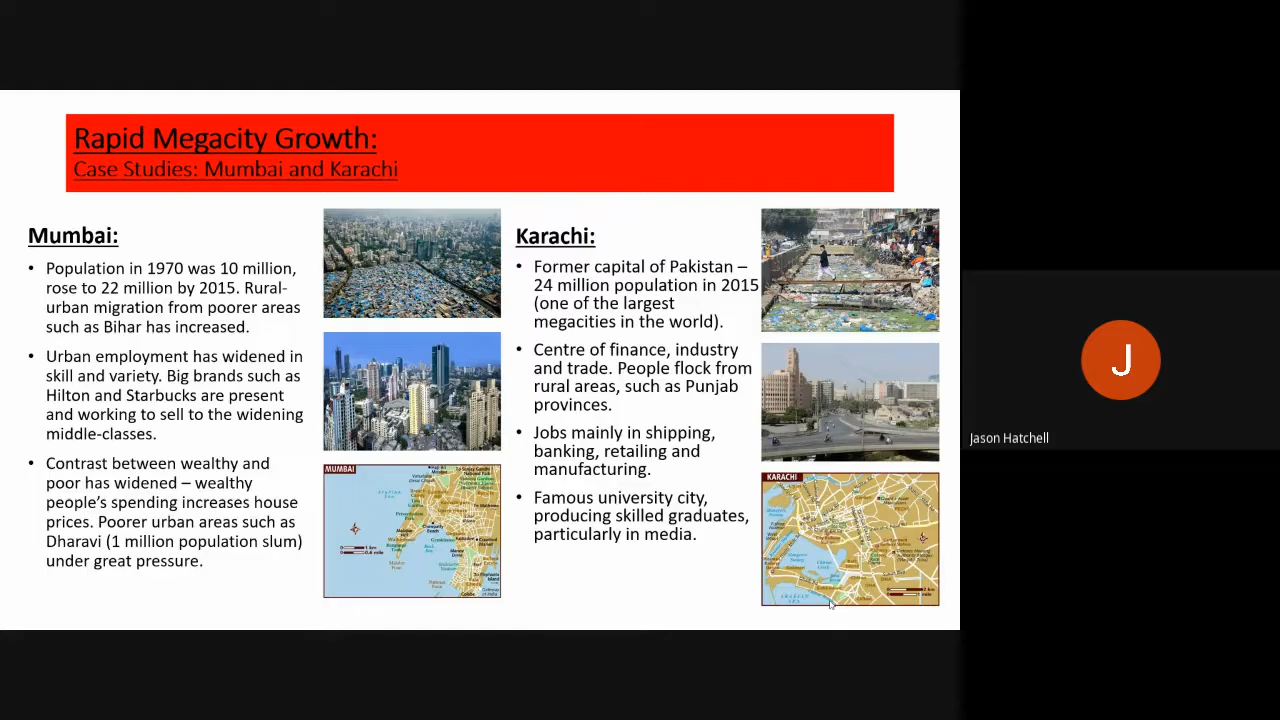 Rapid Megacity Growth:
Case Studies: Mumbai and Karachi
Mumbai:
• Population in 1970 was 10 million,
rose to 22 million by 2015. Rural-
urban migration from poorer areas
such as Bihar has increased.
• Urban employment has widened in
skill and variety. Big brands such as
Hilton and Starbucks are present
and working to sell to the widening
middle-classes.
• Contrast between wealthy and
poor has widened – wealthy
people's spending increases house
prices. Poorer urban areas such as
Dharavi (1 million population slum)
under great pressure.
MUMBAI
Karachi:
• Former capital of Pakistan –
24 million population in 2015
(one of the largest
megacities in the world).
• Centre of finance, industry
and trade. People flock from
rural areas, such as Punjab
provinces.
• Jobs mainly in shipping,
banking, retailing and
manufacturing.
• Famous university city,
producing skilled graduates,
particularly in media.
KARACHI
J
Jason Hatchell